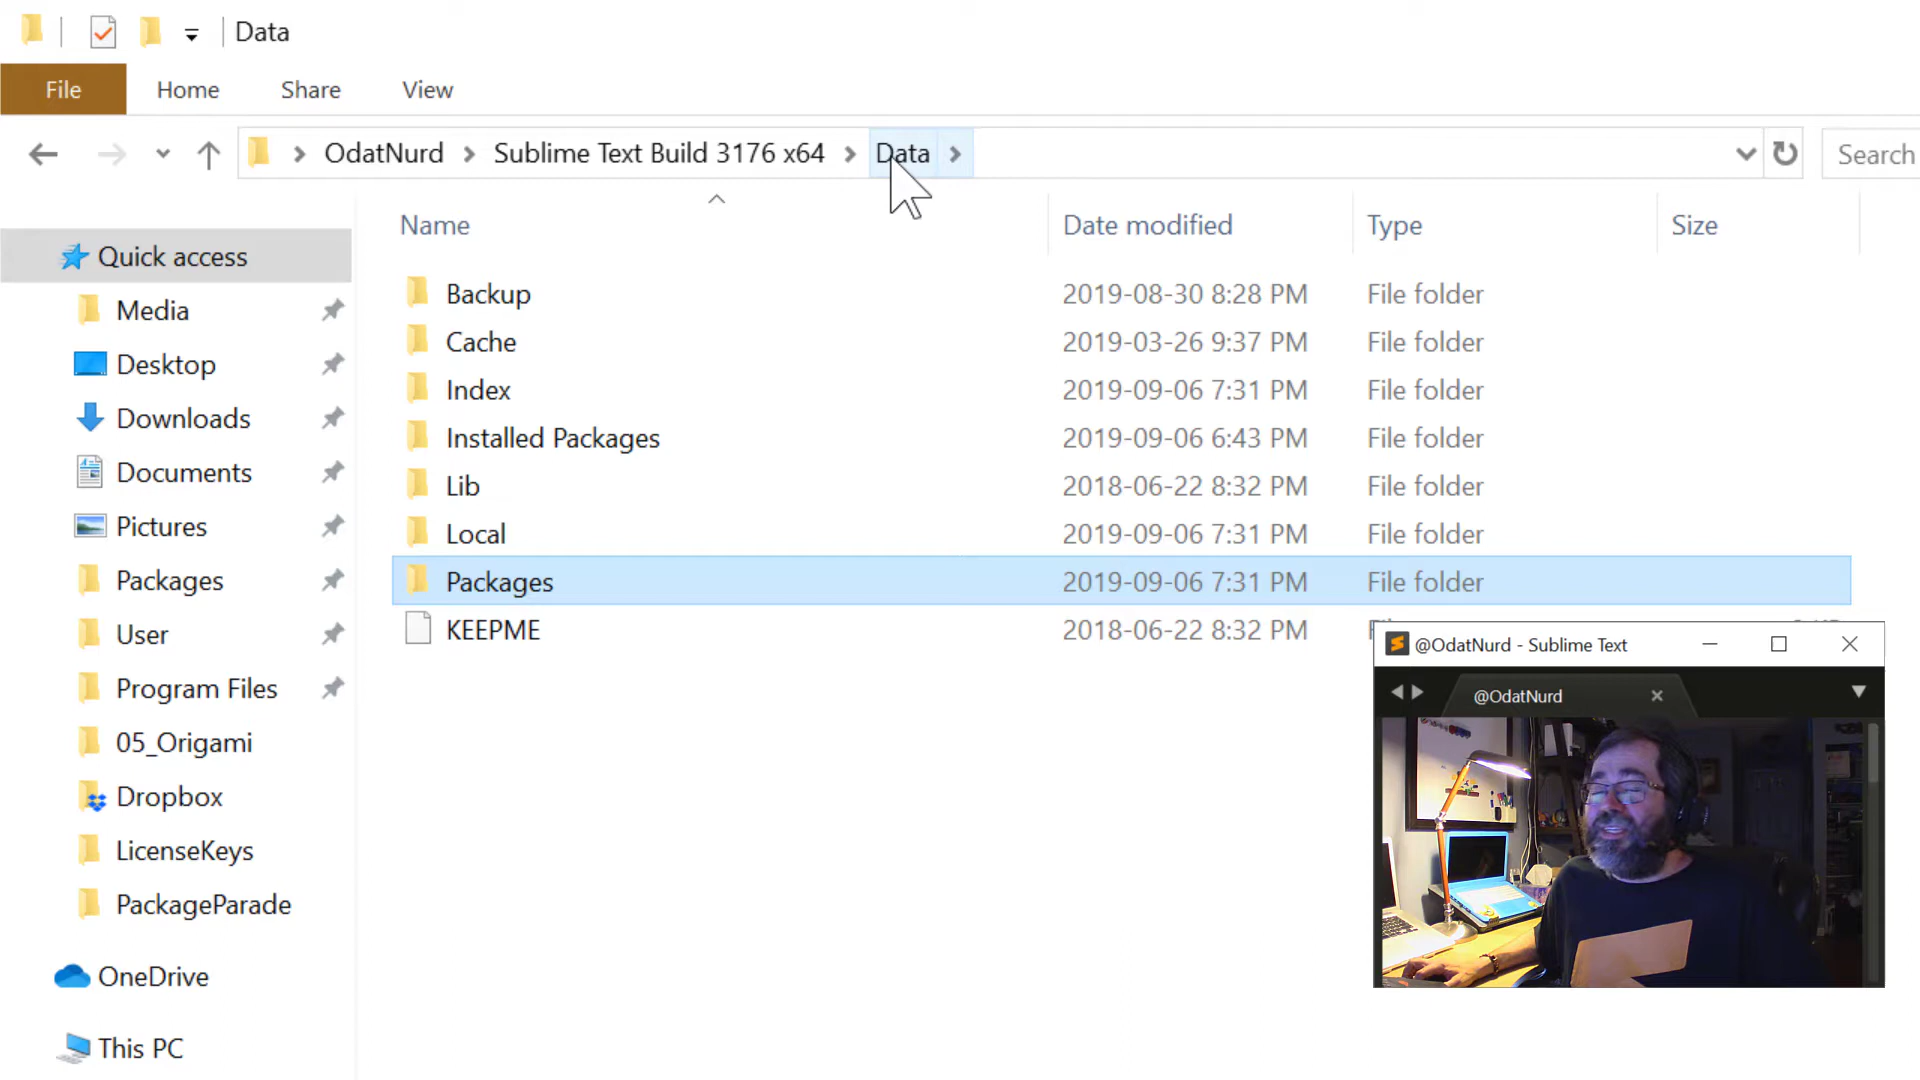 Data
File Home Share View
OdatNurd Sublime Text Build 3176 x64 Data Search
Name Date modified Type Size
Quick access
Media
Desktop
Downloads
Documents
Pictures
Packages
User
Program Files
05_Origami
Dropbox
LicenseKeys
PackageParade
OneDrive
This PC
Backup 2019-08-30 8:28 PM File folder
Cache 2019-03-26 9:37 PM File folder
Index 2019-09-06 7:31 PM File folder
Installed Packages 2019-09-06 6:43 PM File folder
Lib 2018-06-22 8:32 PM File folder
Local 2019-09-06 7:31 PM File folder
Packages 2019-09-06 7:31 PM File folder
KEEPME 2018-06-22 8:32 PM
@OdatNurd - Sublime Text
@OdatNurd